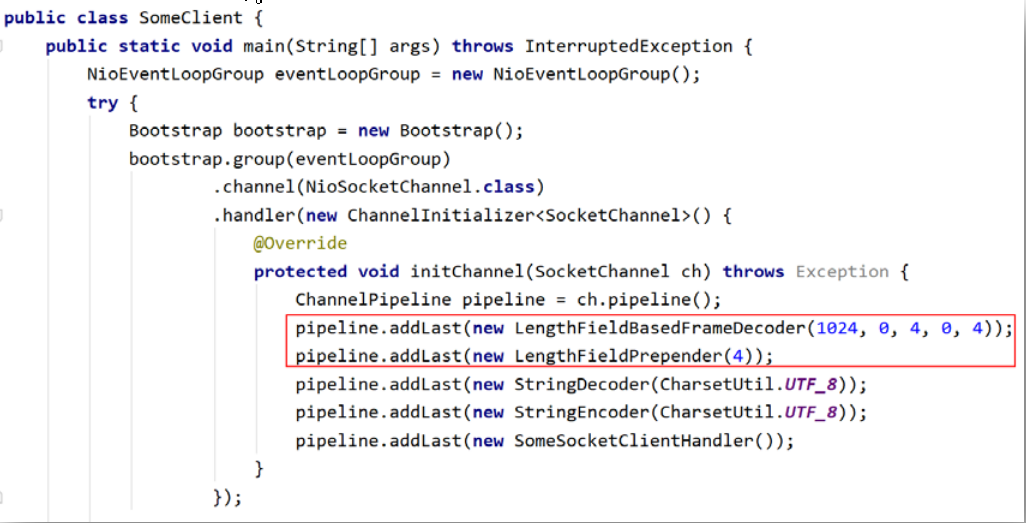 public class SomeClient {
public static void main(String[] args) throws InterruptedException {
NioEventLoopGroup eventLoopGroup = new NioEventLoopGroup();
try {
Bootstrap bootstrap = new Bootstrap();
bootstrap.group(eventLoopGroup)
.channel(NioSocketChannel.class)
.handler(new ChannelInitializer<SocketChannel>() {
@Override
protected void initChannel(SocketChannel ch) throws Exception {
ChannelPipeline pipeline = ch.pipeline();
pipeline.addLast(new LengthFieldBasedFrameDecoder(1024, 0, 4, 0, 4));
pipeline.addLast(new LengthFieldPrepender(4));
pipeline.addLast(new StringDecoder(CharsetUtil.UTF_8));
pipeline.addLast(new StringEncoder(CharsetUtil.UTF_8));
pipeline.addLast(new SomeSocketClientHandler());
}
});